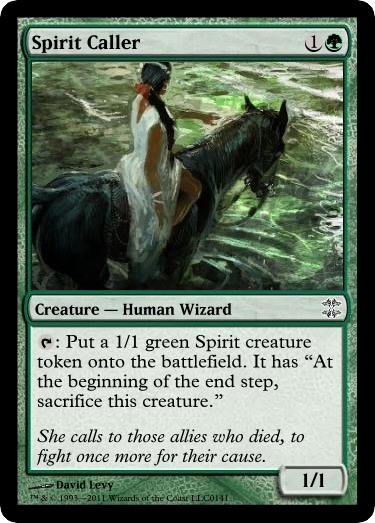 Spirit Caller 1
Creature — Human Wizard
: Put a 1/1 green Spirit creature
token onto the battlefield. It has “At
the beginning of the end step,
sacrifice this creature.”
She calls to those allies who died, to
fight once more for their cause.
1/1
David Levy
™ & © 1993–2011 Wizards of the Coast LLC 0141